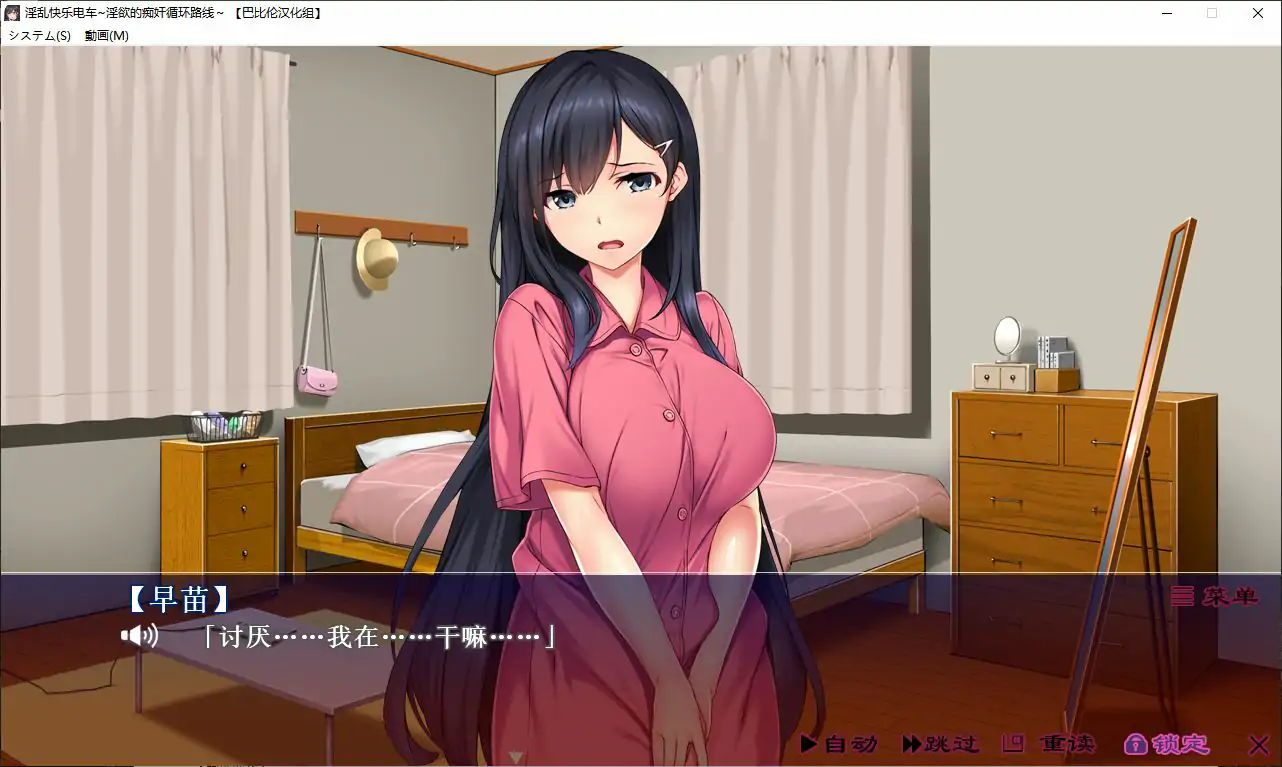 淫乱快乐电车~淫欲的痴奸循环路线~ 【巴比伦汉化组】
システム(S) 動画(M)
【早苗】
「讨厌……我在……干嘛……」
菜单
自动 跳过 重读 锁定